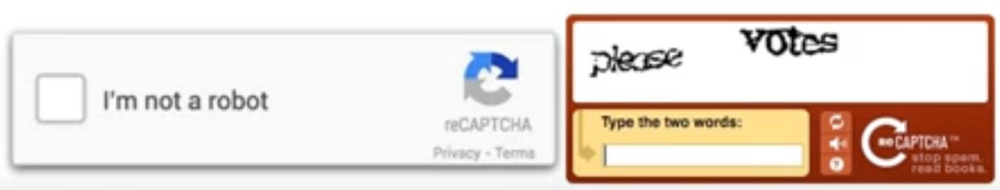 I'm not a robot
reCAPTCHA
Privacy - Terms
please votes
Type the two words:
reCAPTCHA™
stop spam.
read books.